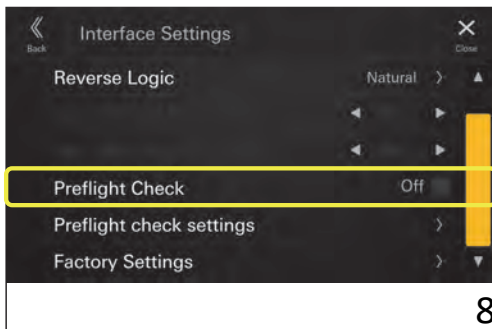 Interface Settings
Back
Close
Reverse Logic Natural
Preflight Check Off
Preflight check settings
Factory Settings
8